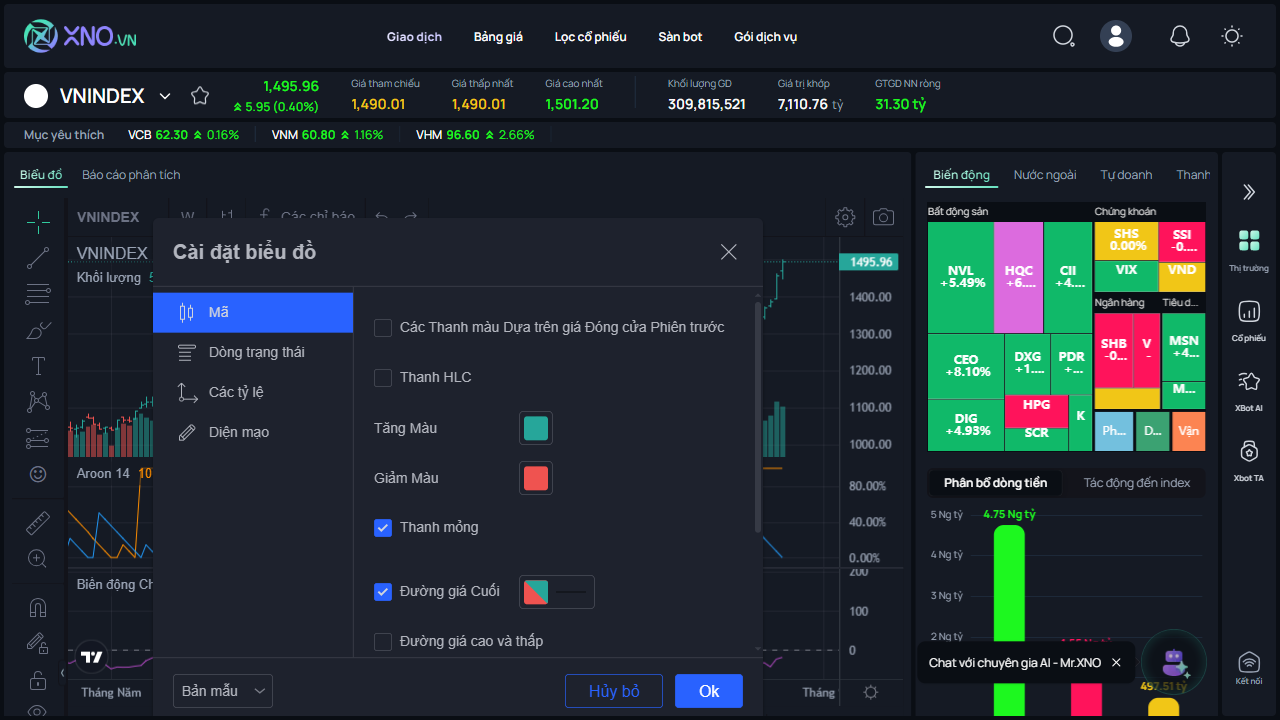 XNO.VN
Giao dịch Bảng giá Lọc cổ phiếu Sàn bot Gói dịch vụ
VNINDEX
1,495.96
5.95 (0.40%)
Giá tham chiếu
1,490.01
Giá thấp nhất
1,490.01
Giá cao nhất
1,501.20
Khối lượng GD
309,815,521
Giá trị khớp
7,110.76 tỷ
GTGD NN ròng
31.30 tỷ
Mục yêu thích VCB 62.30 0.16% VNM 60.80 1.16% VHM 96.60 2.66%
Biểu đồ Báo cáo phân tích
VNINDEX W Các chỉ báo
VNINDEX
Khối lượng
Aroon 14 10
Biên động Ch
Tháng Năm
Tháng
1495.96
1400.00
1300.00
1200.00
1100.00
1000.00
80.00%
40.00%
0.00%
200
100
0
Cài đặt biểu đồ
Mã
Dòng trạng thái
Các tỷ lệ
Diện mạo
Các Thanh màu Dựa trên giá Đóng cửa Phiên trước
Thanh HLC
Tăng Màu
Giảm Màu
Thanh mỏng
Đường giá Cuối
Đường giá cao và thấp
Bản mẫu
Hủy bỏ
Ok
Biến động Nước ngoài Tự doanh Thanh
Bất động sản
NVL
+5.49%
HQC
+6....
CII
+4....
CEO
+8.10%
DXG
+1....
PDR
+...
DIG
+4.93%
HPG
SCR
K
Chứng khoán
SHS
0.00%
SSI
-0....
VIX
VND
Ngân hàng
SHB
-0...
V
-
Tiêu d...
MSN
+4...
M...
Ph...
D...
Vận
Phân bổ dòng tiền Tác động đến index
5 Ng tỷ
4 Ng tỷ
3 Ng tỷ
2 Ng tỷ
4.75 Ng tỷ
497.51 tỷ
Chat với chuyên gia AI - Mr.XNO
Thị trường
Cổ phiếu
XBot AI
Xbot TA
Kết nối